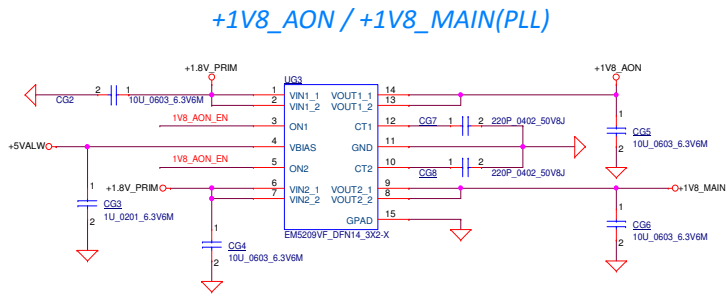 +1V8_AON / +1V8_MAIN(PLL)
+1.8V_PRIM
UG3
+1V8_AON
CG2
2
1
10U_0603_6.3V6M
1 VIN1_1 VOUT1_1 14
2 VIN1_2 VOUT1_2 13
1V8_AON_EN
3 ON1 CT1 12
CG7 1 2 220P_0402_50V8J
+5VALW
4 VBIAS GND 11
1
CG5
2 10U_0603_6.3V6M
1V8_AON_EN
5 ON2 CT2 10
CG8 1 2 220P_0402_50V8J
+1.8V_PRIM
6 VIN2_1 VOUT2_1 9
7 VIN2_2 VOUT2_2 8
+1V8_MAIN
1
CG3
2 1U_0201_6.3V6M
GPAD 15
EM5209VF_DFN14_3X2-X
1
CG4
2 10U_0603_6.3V6M
1
CG6
2 10U_0603_6.3V6M